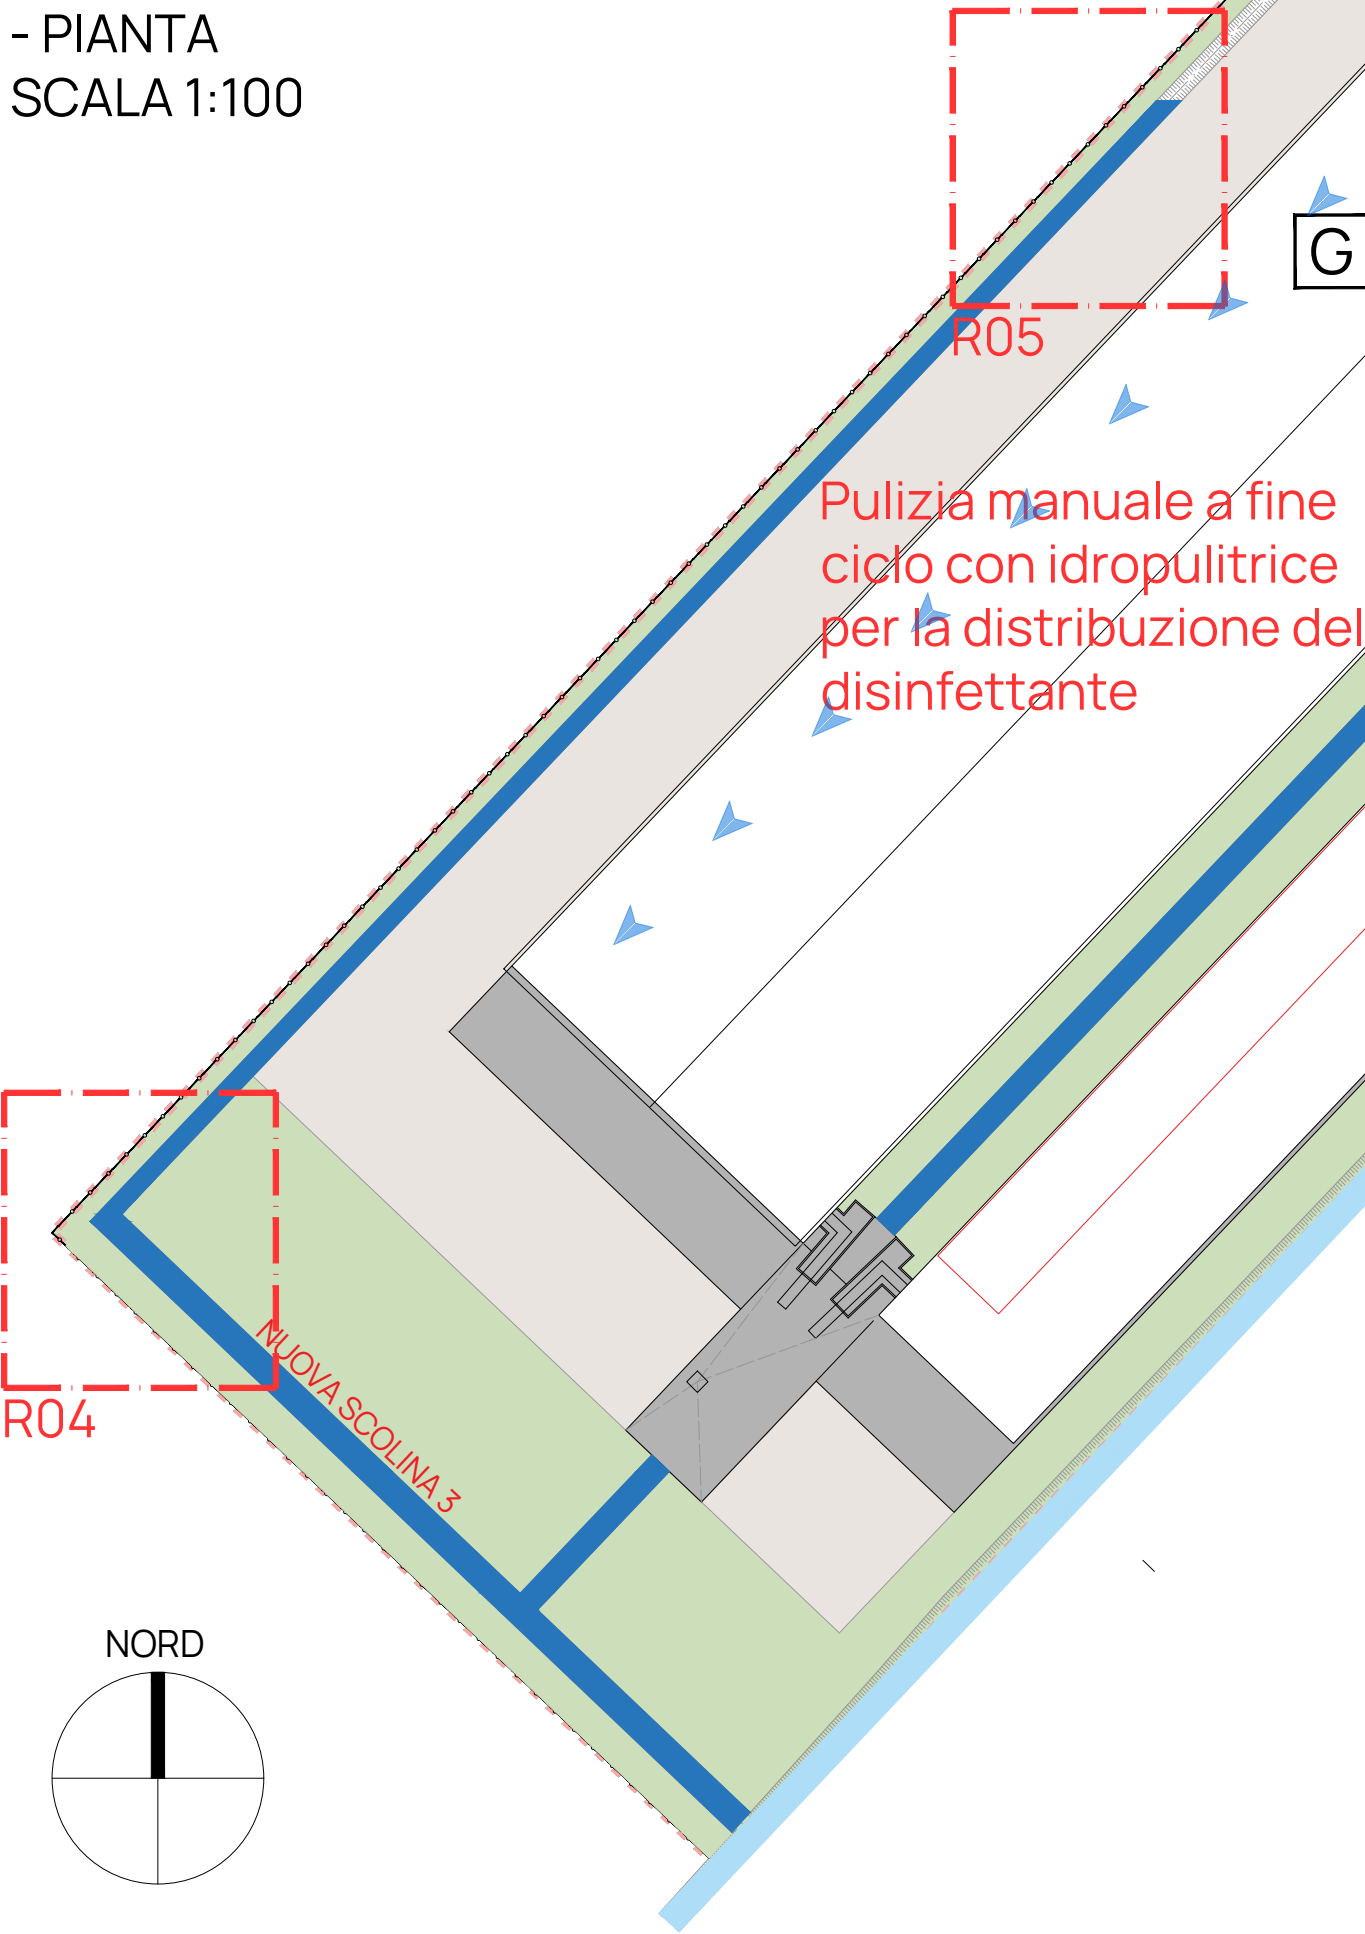 - PIANTA
SCALA 1:100
G
R05
Pulizia manuale a fine
ciclo con idropulitrice
per la distribuzione del
disinfettante
R04
NUOVA SCOLINA 3
NORD